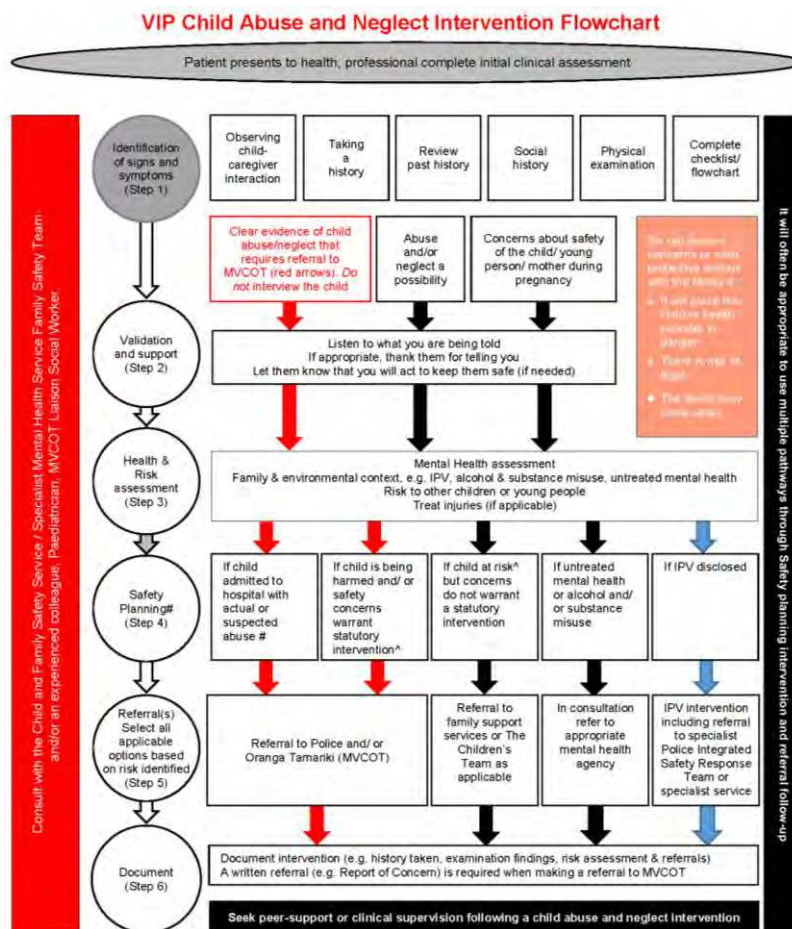 VIP Child Abuse and Neglect Intervention Flowchart
Patient presents to health, professional complete initial clinical assessment
Consult with the Child and Family Safety Service / Specialist Mental Health Service Family Safety Team-
and/or an experienced colleague, Paediatrician, MVCOT Liaison Social Worker.
Identification
of signs and
symptoms
(Step 1)
Observing
child-
caregiver
interaction
Taking
a
history
Review
past history
Social
history
Physical
examination
Complete
checklist/
flowchart
Clear evidence of child
abuse/neglect that
requires referral to
MVCOT (red arrows). Do
not interview the child
Abuse
and/or
neglect a
possibility
Concerns about safety
of the child/ young
person/ mother during
pregnancy
Validation
and support
(Step 2)
Listen to what you are being told
If appropriate, thank them for telling you
Let them know that you will act to keep them safe (if needed)
Health &
Risk
assessment
(Step 3)
Mental Health assessment
Family & environmental context, e.g. IPV, alcohol & substance misuse, untreated mental health
Risk to other children or young people
Treat injuries (if applicable)
Safety
Planning#
(Step 4)
If child
admitted to
hospital with
actual or
suspected
abuse #
If child is being
harmed and/ or
safety
concerns
warrant
statutory
intervention^
If child at risk^
but concerns
do not warrant
a statutory
intervention
If untreated
mental health
or alcohol and/
or substance
misuse
If IPV disclosed
Referral(s)
Select all
applicable
options based
on risk identified
(Step 5)
Referral to Police and/ or
Oranga Tamariki (MVCOT)
Referral to
family support
services or The
Children's
Team as
applicable
In consultation
refer to
appropriate
mental health
agency
IPV intervention
including referral
to specialist
Police Integrated
Safety Response
Team or
specialist service
Document
(Step 6)
Document intervention (e.g. history taken, examination findings, risk assessment & referrals)
A written referral (e.g. Report of Concern) is required when making a referral to MVCOT
Seek peer-support or clinical supervision following a child abuse and neglect intervention
It will often be appropriate to use multiple pathways through Safety planning intervention and referral follow-up